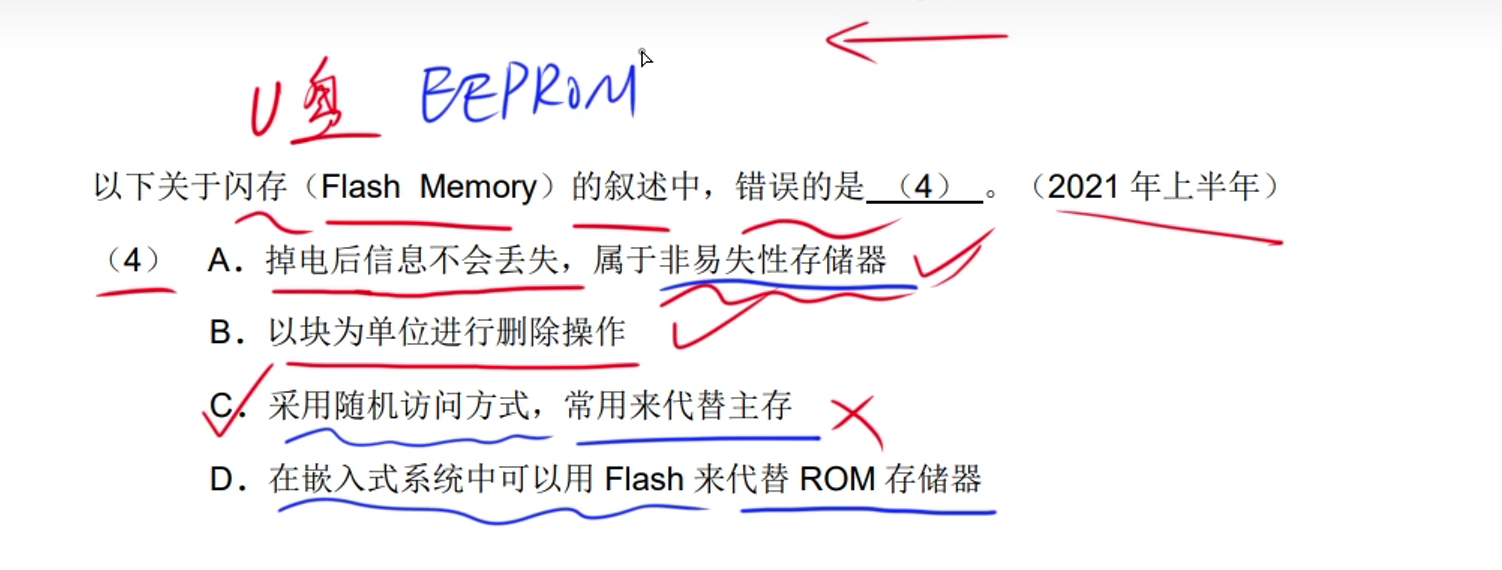 U盘 EEPROM
以下关于闪存（Flash Memory）的叙述中，错误的是 （4） 。（2021 年上半年）
（4） A．掉电后信息不会丢失，属于非易失性存储器
B．以块为单位进行删除操作
C．采用随机访问方式，常用来代替主存
D．在嵌入式系统中可以用 Flash 来代替 ROM 存储器